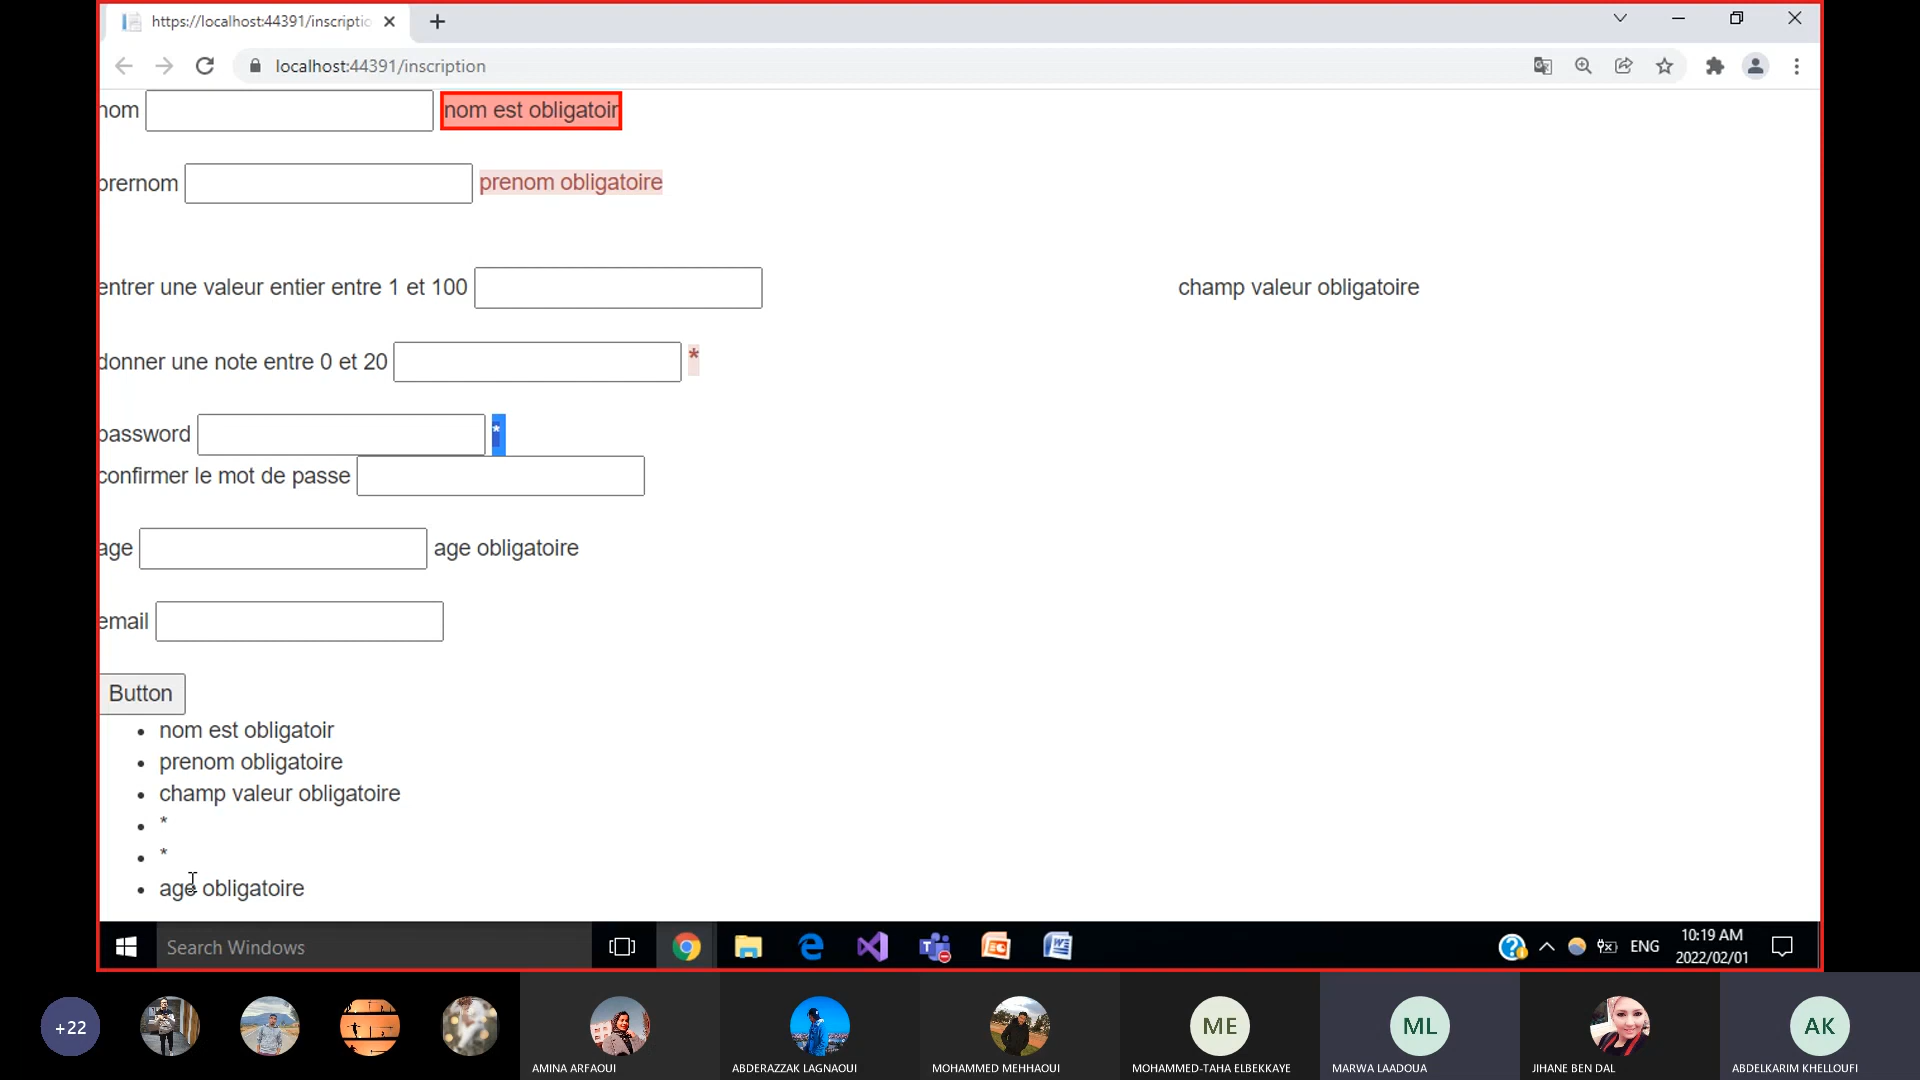 https://localhost:44391/inscriptio
localhost:44391/inscription
nom nom est obligatoir
prernom prenom obligatoire
entrer une valeur entier entre 1 et 100 champ valeur obligatoire
donner une note entre 0 et 20 *
password *
confirmer le mot de passe
age age obligatoire
email
Button
• nom est obligatoir
• prenom obligatoire
• champ valeur obligatoire
• *
• *
• age obligatoire
Search Windows
ENG
10:19 AM
2022/02/01
+22
ME
ML
AK
AMINA ARFAOUI
ABDERAZZAK LAGNAOUI
MOHAMMED MEHHAOUI
MOHAMMED-TAHA ELBEKKAYE
MARWA LAADOUA
JIHANE BEN DAL
ABDELKARIM KHELLOUFI